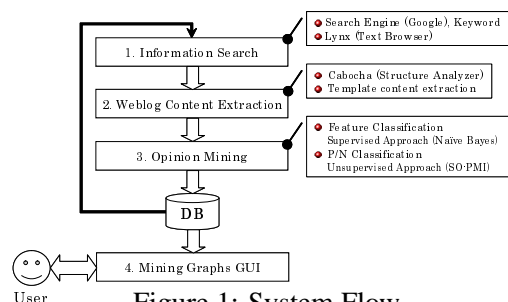 Search Engine (Google), Keyword
Lynx (Text Browser)
1. Information Search
Cabocha (Structure Analyzer)
Template content extraction
2. Weblog Content Extraction
Feature Classification
Supervised Approach (Naïve Bayes)
P/N Classification
Unsupervised Approach (SO-PMI)
3. Opinion Mining
DB
4. Mining Graphs GUI
User
Figure 1: System Flow